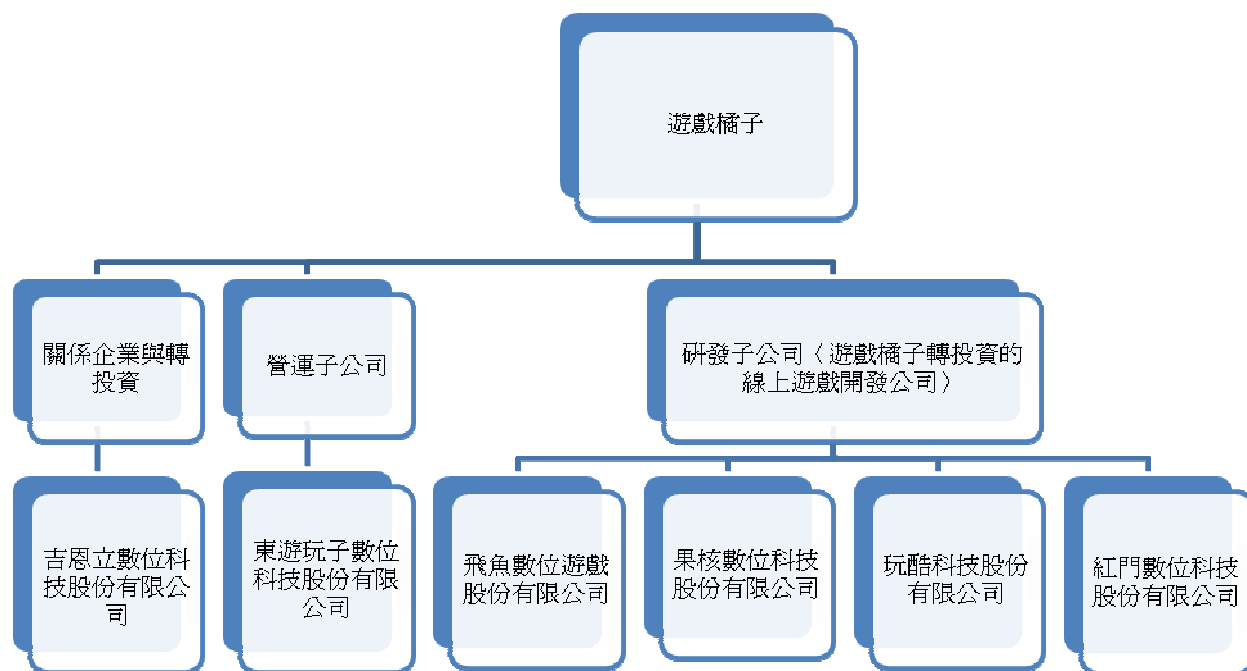 遊戲橘子
關係企業與轉
投資
營運子公司
研發子公司（遊戲橘子轉投資的
線上遊戲開發公司）
吉恩立數位科
技股份有限公
司
東遊玩子數位
科技股份有限
公司
飛魚數位遊戲
股份有限公司
果核數位科技
股份有限公司
玩酷科技股份
有限公司
紅門數位科技
股份有限公司